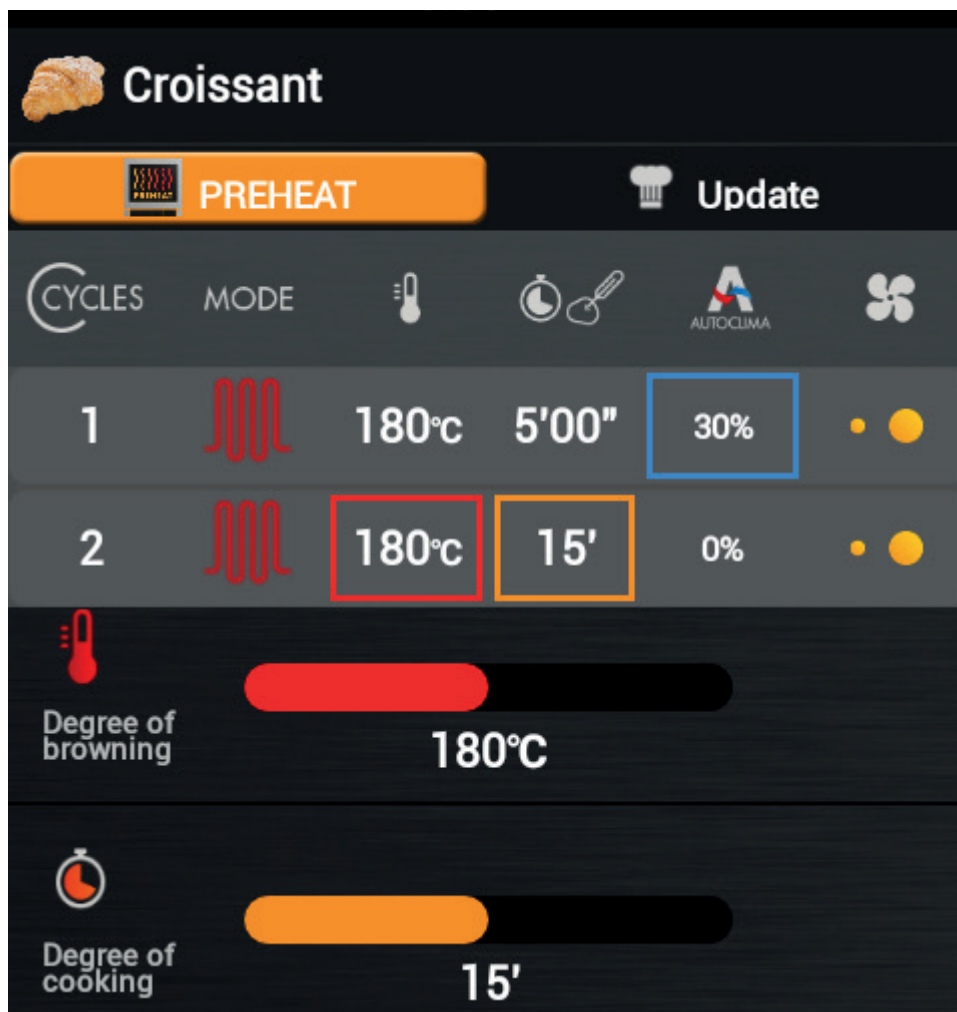 Croissant
PREHEAT PREHEAT Update
CYCLES MODE AUTOCLIMA
1 180°C 5'00" 30%
2 180°C 15' 0%
Degree of
browning
180°C
Degree of
cooking
15'